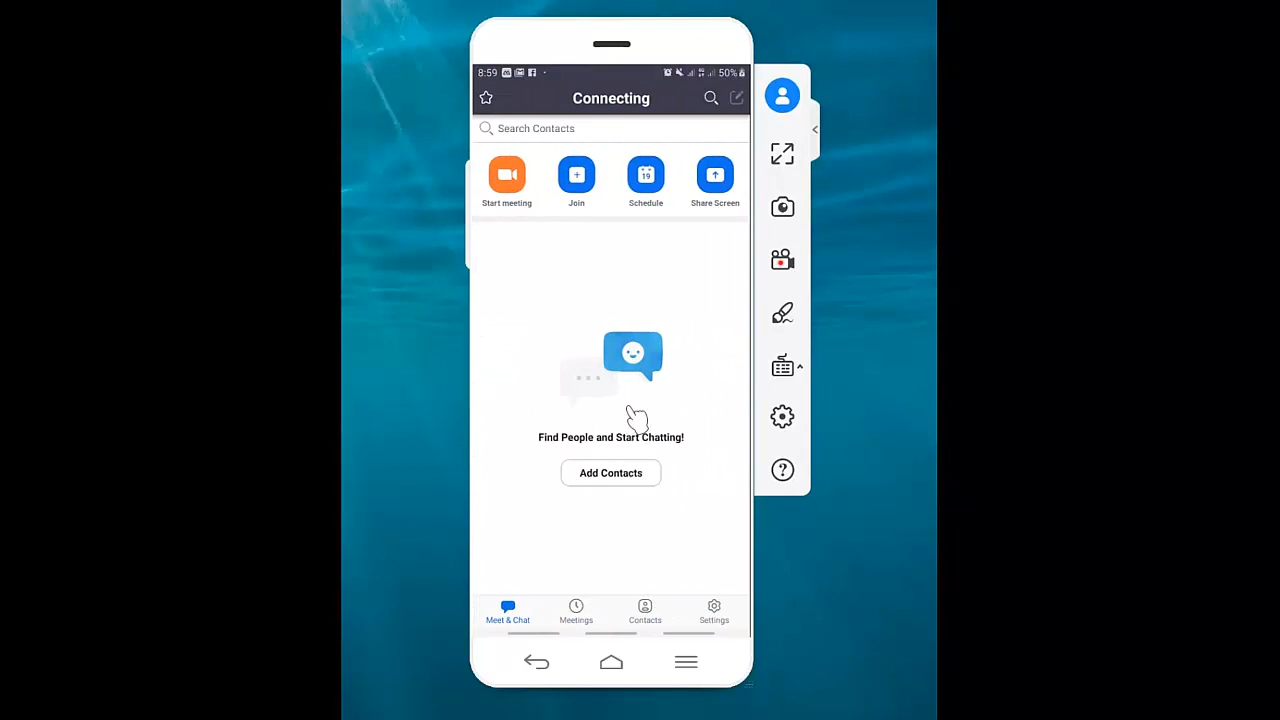 8:59 50%
Connecting
Search Contacts
19
Start meeting Join Schedule Share Screen
Find People and Start Chatting!
Add Contacts
Meet & Chat Meetings Contacts Settings